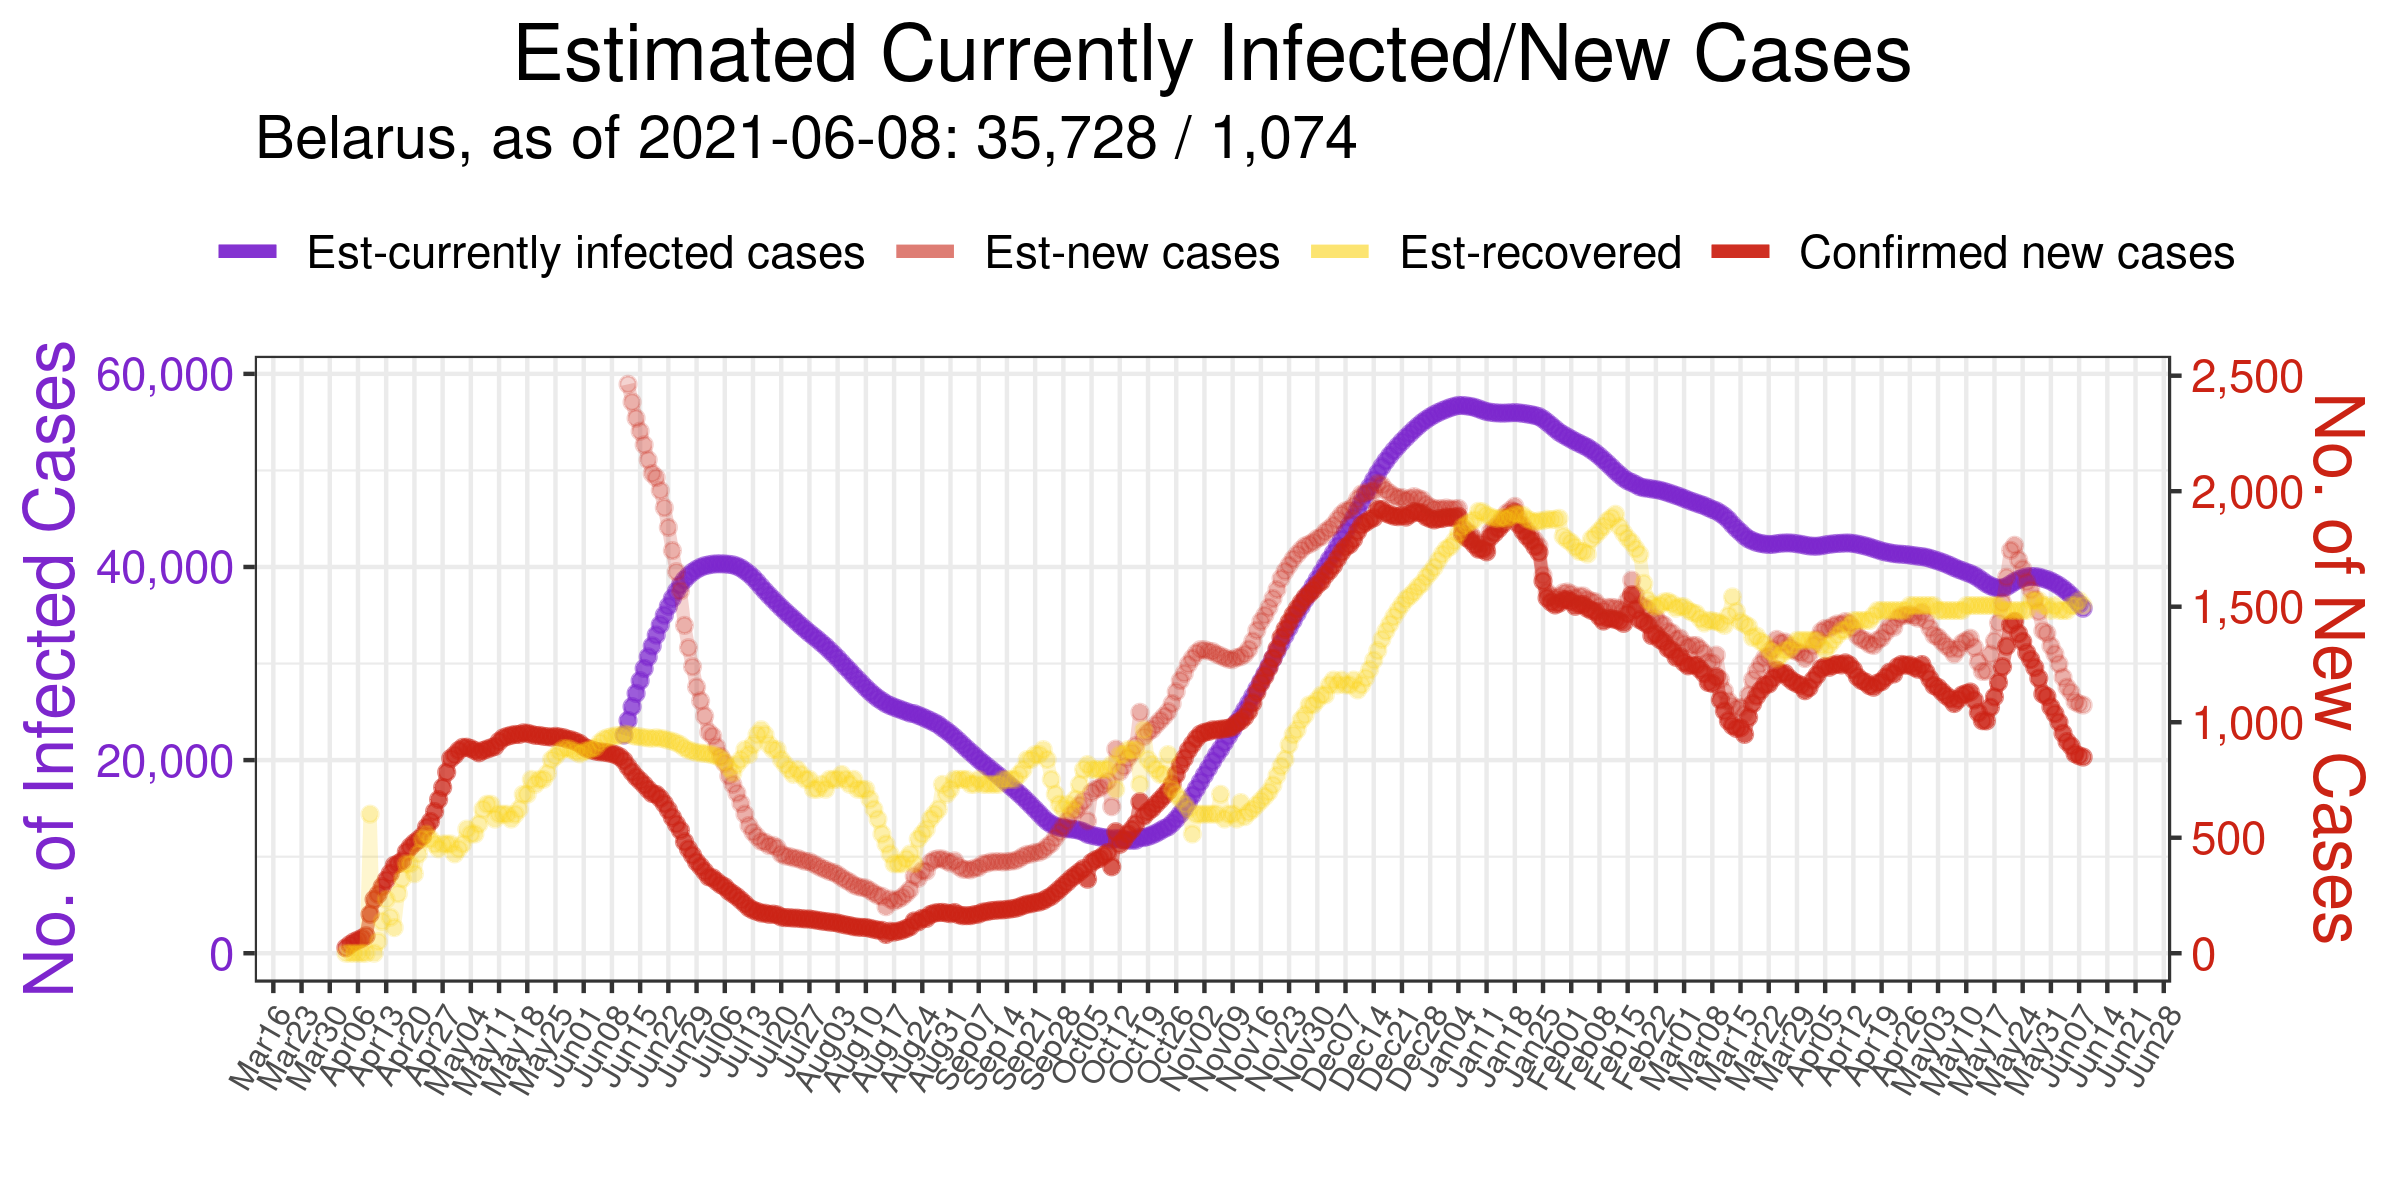 Estimated Currently Infected/New Cases
Belarus, as of 2021-06-08: 35,728 / 1,074
Est-currently infected cases
Est-new cases
Est-recovered
Confirmed new cases
No. of Infected Cases
60,000
40,000
20,000
0
2,500
2,000
1,500
1,000
500
0
No. of New Cases
Mar16
Mar23
Mar30
Apr06
Apr13
Apr20
Apr27
May04
May11
May18
May25
Jun01
Jun08
Jun15
Jun22
Jun29
Jul06
Jul13
Jul20
Jul27
Aug03
Aug10
Aug17
Aug24
Aug31
Sep07
Sep14
Sep21
Sep28
Oct05
Oct12
Oct19
Oct26
Nov02
Nov09
Nov16
Nov23
Nov30
Dec07
Dec14
Dec21
Dec28
Jan04
Jan11
Jan18
Jan25
Feb01
Feb08
Feb15
Feb22
Mar01
Mar08
Mar15
Mar22
Mar29
Apr05
Apr12
Apr19
Apr26
May03
May10
May17
May24
May31
Jun07
Jun14
Jun21
Jun28